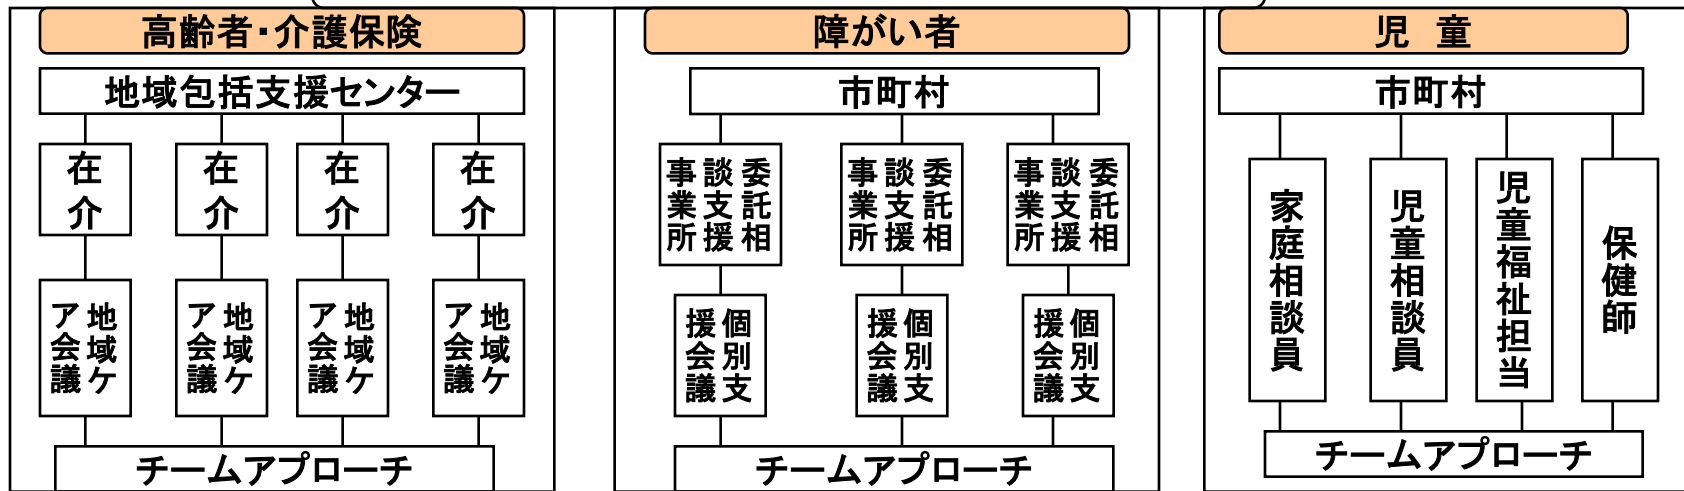 高齢者・介護保険
地域包括支援センター
在介
在介
在介
在介
地域ケ
ア会議
地域ケ
ア会議
地域ケ
ア会議
地域ケ
ア会議
チームアプローチ
障がい者
市町村
委託相
談支援
事業所
委託相
談支援
事業所
委託相
談支援
事業所
個別支
援会議
個別支
援会議
個別支
援会議
チームアプローチ
児 童
市町村
家庭相談員
児童相談員
児童福祉担当
保健師
チームアプローチ